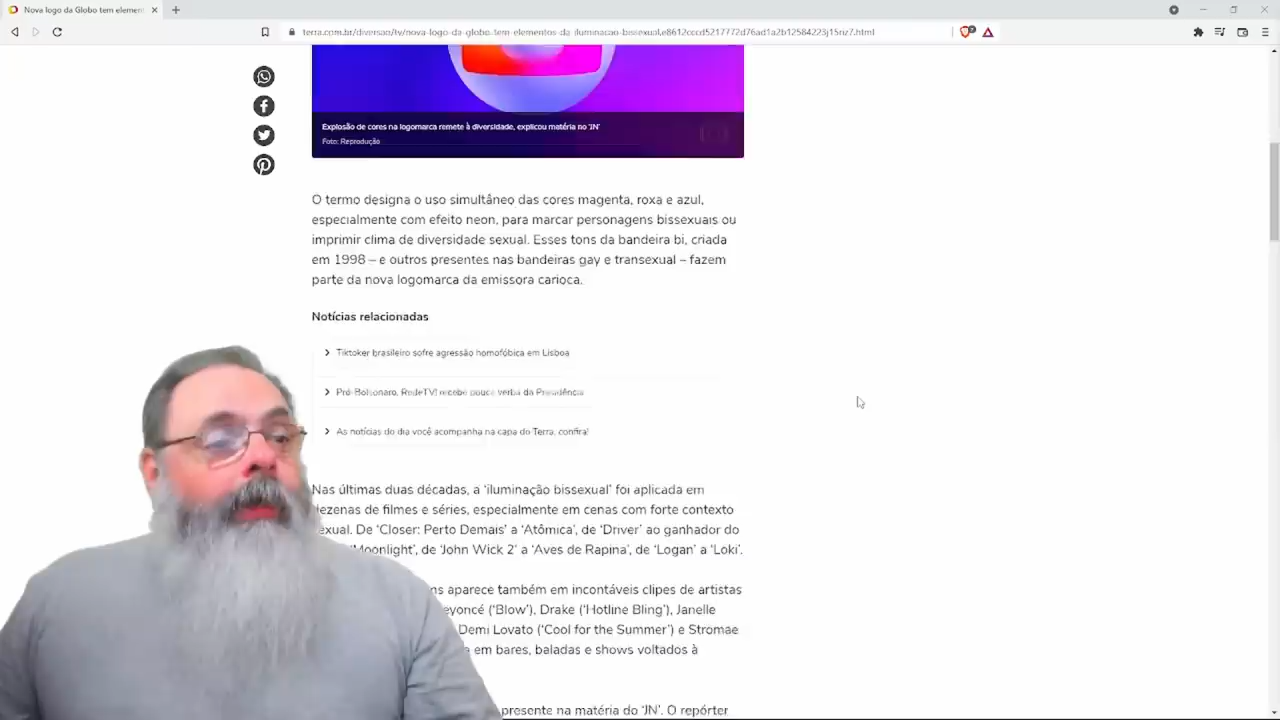 Nova logo da Globo tem element
terra.com.br/diversao/tv/nova-logo-da-globo-tem-elementos-da-iluminacao-bissexual,e8612cccd5217772d76ad1a2b12584223j15riz7.html
Explosão de cores na logomarca remete à diversidade, explicou matéria no 'JN'
Foto: Reprodução
O termo designa o uso simultâneo das cores magenta, roxa e azul,
especialmente com efeito neon, para marcar personagens bissexuais ou
imprimir clima de diversidade sexual. Esses tons da bandeira bi, criada
em 1998 – e outros presentes nas bandeiras gay e transexual – fazem
parte da nova logomarca da emissora carioca.
Notícias relacionadas
Tiktoker brasileiro sofre agressão homofóbica em Lisboa
Pró-Bolsonaro, RedeTV! recebe pouca verba da Presidência
As notícias do dia você acompanha na capa do Terra, confira!
Nas últimas duas décadas, a 'iluminação bissexual' foi aplicada em
dezenas de filmes e séries, especialmente em cenas com forte contexto
sexual. De 'Closer: Perto Demais' a 'Atômica', de 'Driver' ao ganhador do
'Moonlight', de 'John Wick 2' a 'Aves de Rapina', de 'Logan' a 'Loki'.
ns aparece também em incontáveis clipes de artistas
eyoncé ('Blow'), Drake ('Hotline Bling'), Janelle
Demi Lovato ('Cool for the Summer') e Stromae
a em bares, baladas e shows voltados à
presente na matéria do 'JN'. O repórter